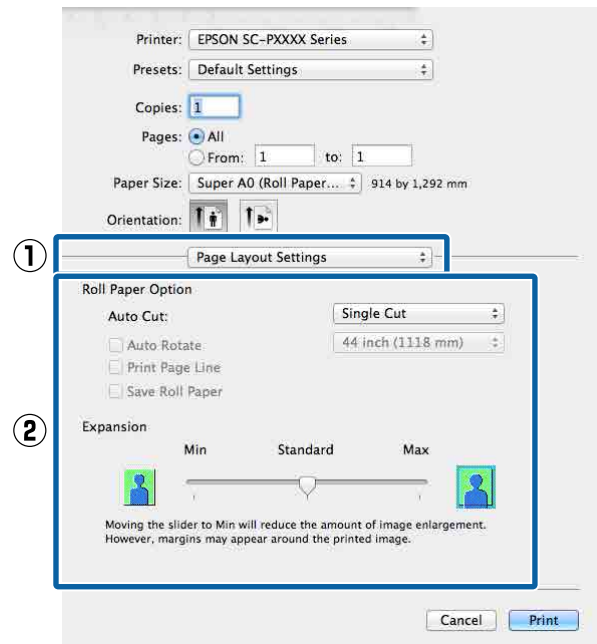 Printer: EPSON SC-PXXXX Series
Presets: Default Settings
Copies: 1
Pages: All
From: 1 to: 1
Paper Size: Super A0 (Roll Paper... 914 by 1,292 mm
Orientation:
① Page Layout Settings
Roll Paper Option
Auto Cut: Single Cut
Auto Rotate 44 inch (1118 mm)
Print Page Line
Save Roll Paper
②
Expansion
Min Standard Max
Moving the slider to Min will reduce the amount of image enlargement.
However, margins may appear around the printed image.
Cancel Print